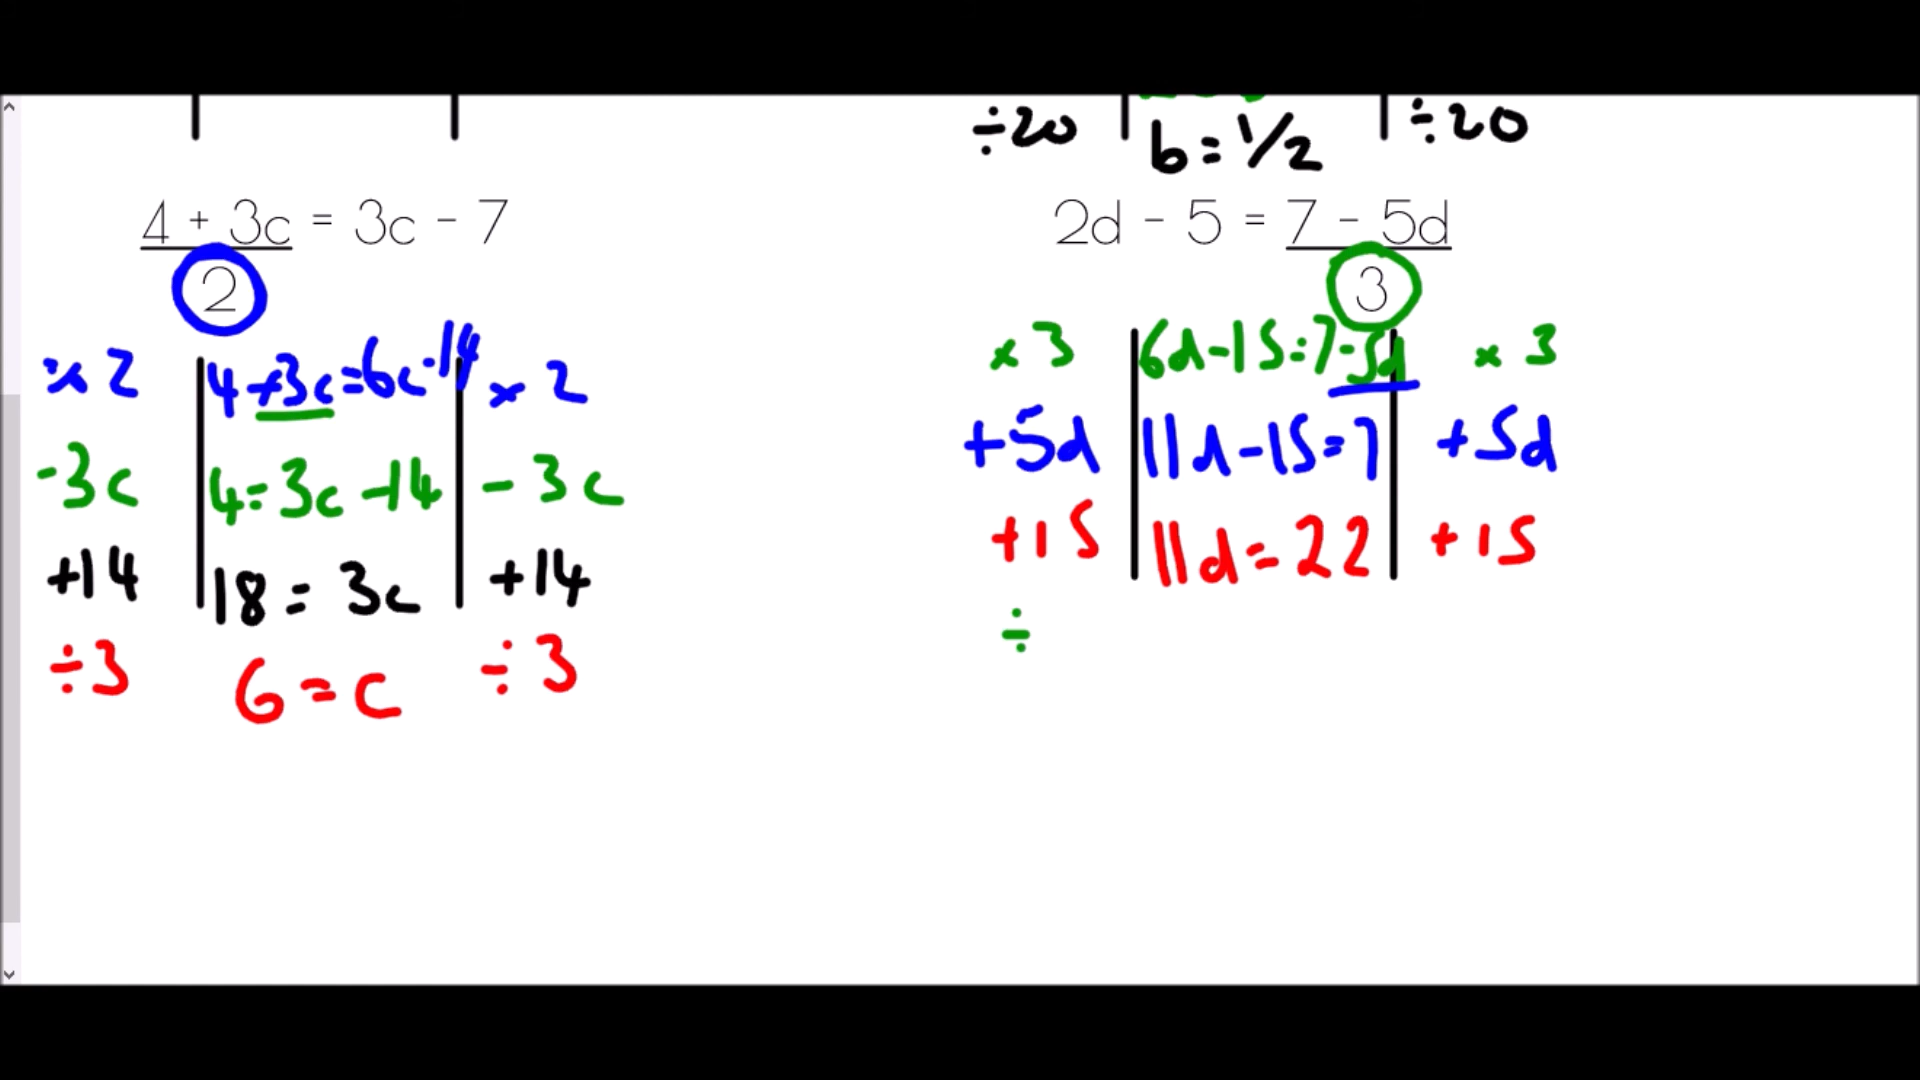 ÷20 b = 1/2 ÷20
4 + 3c = 3c - 7
2
×2 4+3c=6c-14 ×2
-3c 4=3c-14 -3c
+14 18=3c +14
÷3 6=c ÷3
2d - 5 = 7 - 5d
3
×3 6d-15=7-5d ×3
+5d 11d-15=7 +5d
+15 11d=22 +15
÷